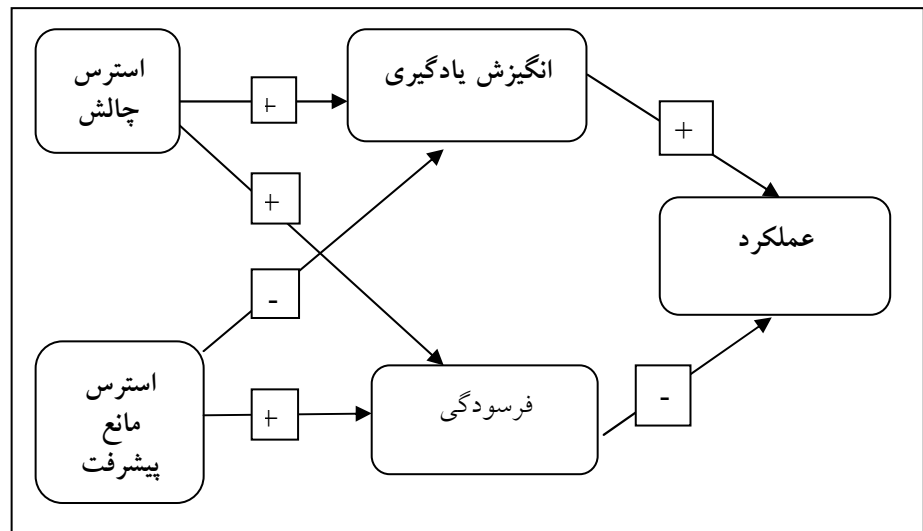 استرس
چالش
+
انگیزش یادگیری
+
+
عملکرد
-
استرس
مانع
پیشرفت
+
فرسودگی
-